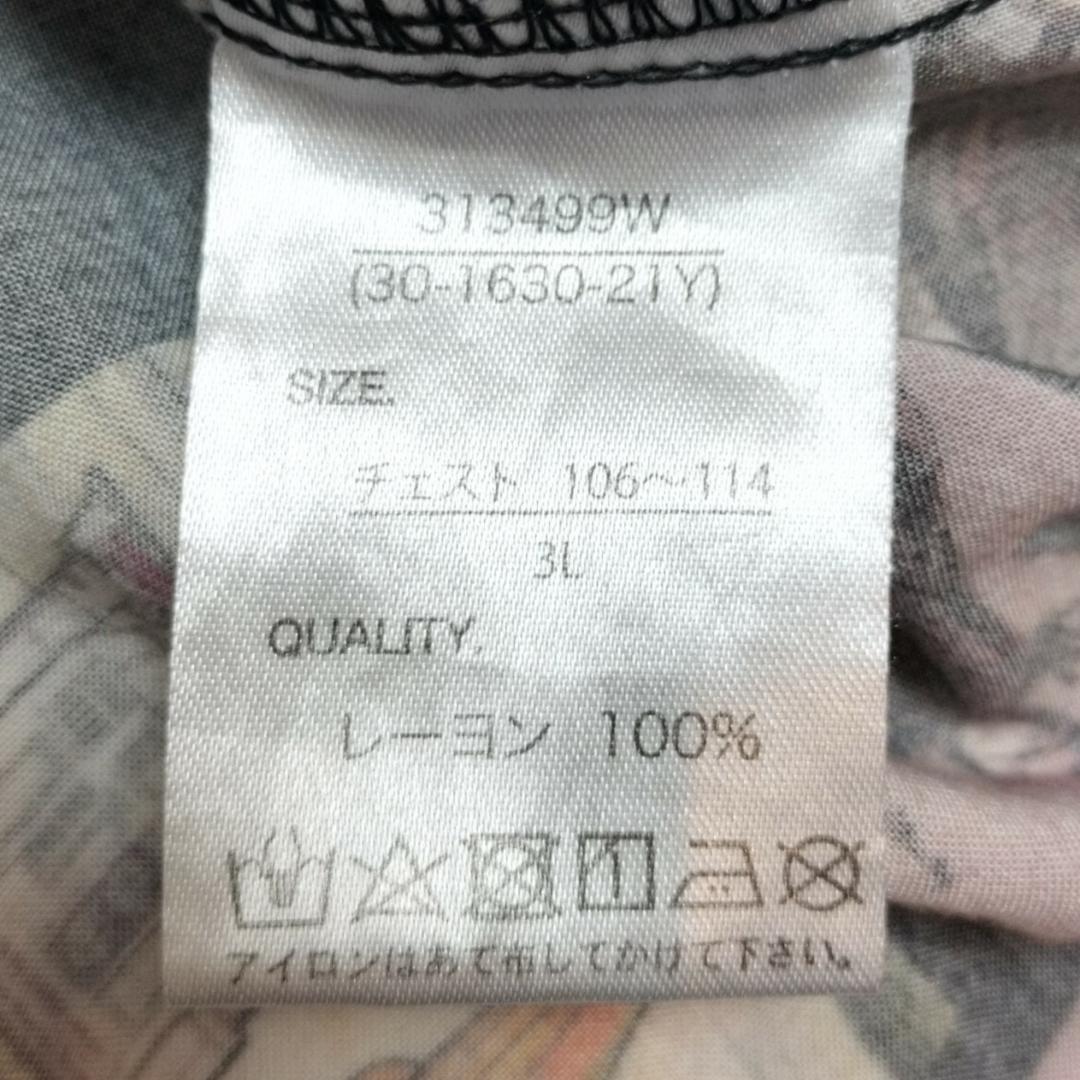 313499W
(30-1630-21Y)
SIZE.
チェスト 106～114
3L
QUALITY.
レーヨン 100%
アイロンはあて布してかけて下さい。